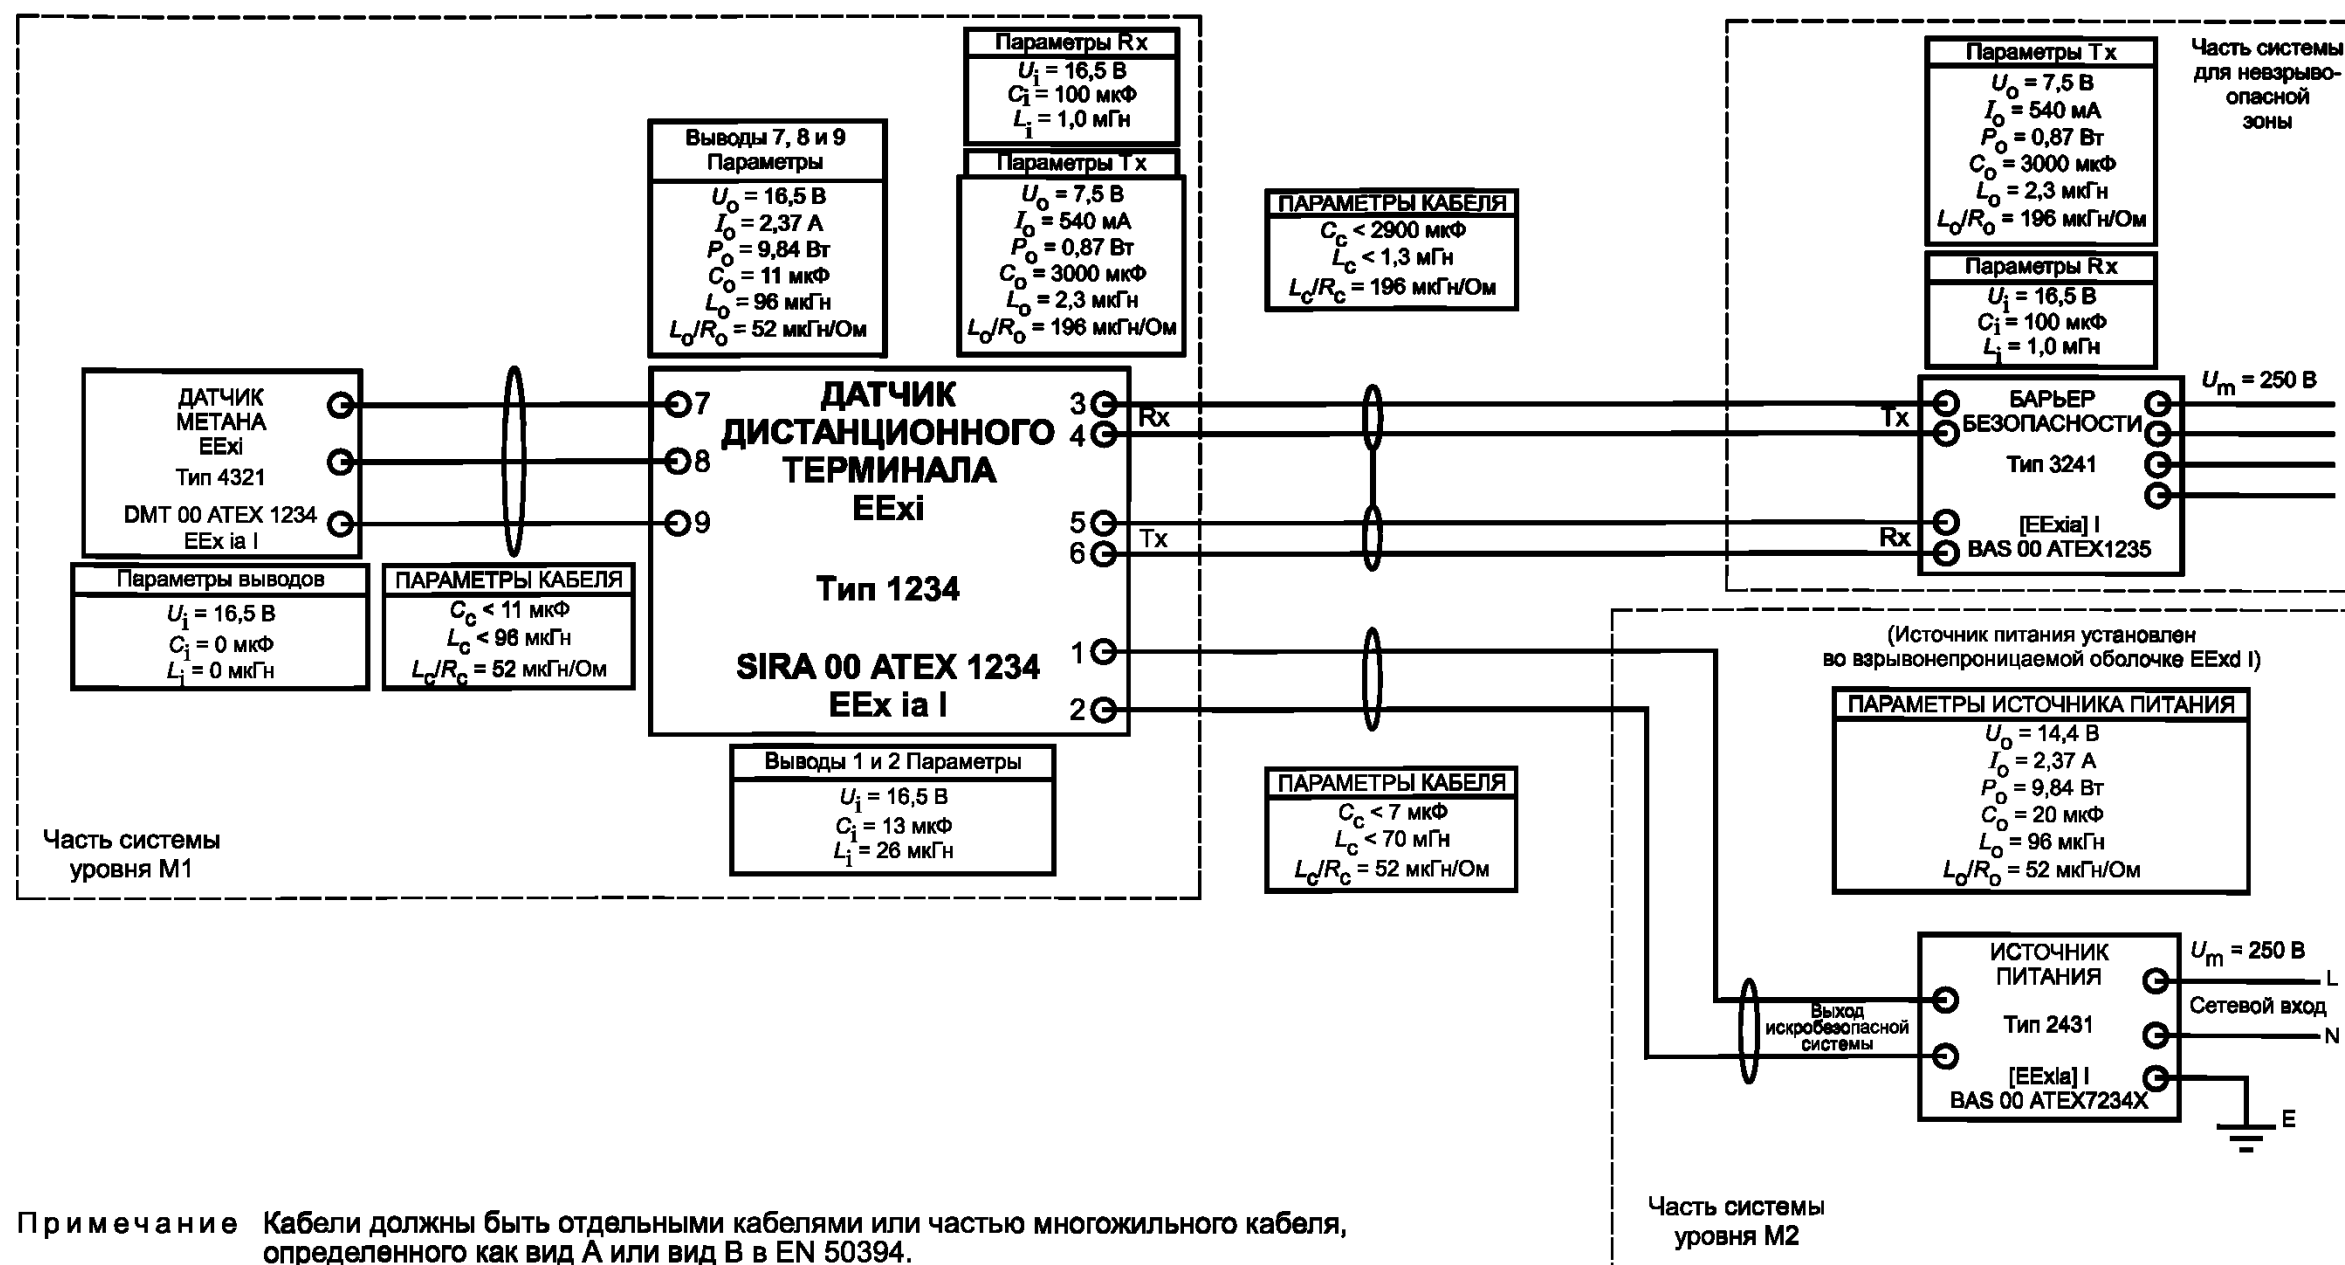 Параметры Rx
Ui = 16,5 В
Ci = 100 мкФ
Li = 1,0 мГн
Параметры Tx
Uo = 7,5 В
Io = 540 мА
Po = 0,87 Вт
Co = 3000 мкФ
Lo = 2,3 мкГн
Lo/Ro = 196 мкГн/Ом
Выводы 7, 8 и 9
Параметры
Uo = 16,5 В
Io = 2,37 А
Po = 9,84 Вт
Co = 11 мкФ
Lo = 96 мкГн
Lo/Ro = 52 мкГн/Ом
ПАРАМЕТРЫ КАБЕЛЯ
Cc < 2900 мкФ
Lc < 1,3 мГн
Lc/Rc = 196 мкГн/Ом
Параметры Tx
Uo = 7,5 В
Io = 540 мА
Po = 0,87 Вт
Co = 3000 мкФ
Lo = 2,3 мкГн
Lo/Ro = 196 мкГн/Ом
Часть системы
для невзрыво-
опасной
зоны
Параметры Rx
Ui = 16,5 В
Ci = 100 мкФ
Li = 1,0 мГн
ДАТЧИК
МЕТАНА
EExi
Тип 4321
DMT 00 ATEX 1234
EEx ia I
7
8
9
ДАТЧИК
ДИСТАНЦИОННОГО
ТЕРМИНАЛА
EExi
Тип 1234
SIRA 00 ATEX 1234
EEx ia I
3
4
Rx
5
6
Tx
1
2
Tx
Rx
БАРЬЕР
БЕЗОПАСНОСТИ
Тип 3241
[EExia] I
BAS 00 ATEX1235
Um = 250 В
Параметры выводов
Ui = 16,5 В
Ci = 0 мкФ
Li = 0 мкГн
ПАРАМЕТРЫ КАБЕЛЯ
Cc < 11 мкФ
Lc < 96 мкГн
Lc/Rc = 52 мкГн/Ом
Выводы 1 и 2 Параметры
Ui = 16,5 В
Ci = 13 мкФ
Li = 26 мкГн
ПАРАМЕТРЫ КАБЕЛЯ
Cc < 7 мкФ
Lc < 70 мГн
Lc/Rc = 52 мкГн/Ом
Часть системы
уровня М1
(Источник питания установлен
во взрывонепроницаемой оболочке EExd I)
ПАРАМЕТРЫ ИСТОЧНИКА ПИТАНИЯ
Uo = 14,4 В
Io = 2,37 А
Po = 9,84 Вт
Co = 20 мкФ
Lo = 96 мкГн
Lo/Ro = 52 мкГн/Ом
Выход
искробезопасной
системы
ИСТОЧНИК
ПИТАНИЯ
Тип 2431
[EExia] I
BAS 00 ATEX7234X
Um = 250 В
L
Сетевой вход
N
E
Часть системы
уровня М2
Примечание Кабели должны быть отдельными кабелями или частью многожильного кабеля,
определенного как вид А или вид В в EN 50394.